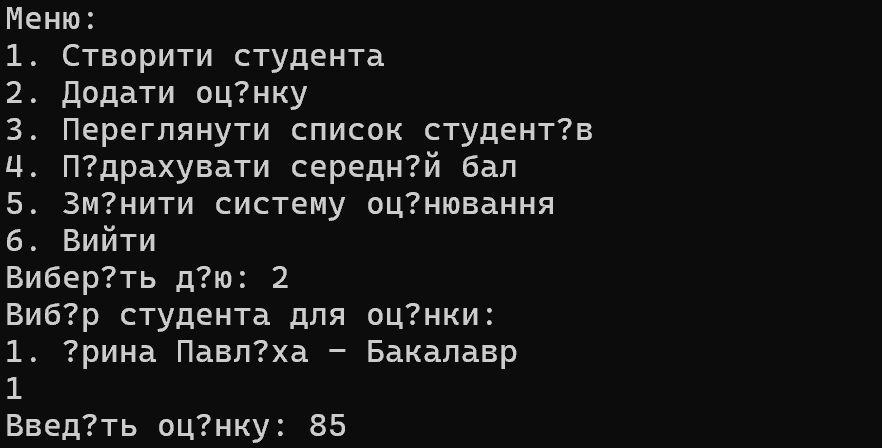 Меню:
1. Створити студента
2. Додати оц?нку
3. Переглянути список студент?в
4. П?драхувати середн?й бал
5. Зм?нити систему оц?нювання
6. Вийти
Вибер?ть д?ю: 2
Виб?р студента для оц?нки:
1. ?рина Павл?ха – Бакалавр
1
Введ?ть оц?нку: 85